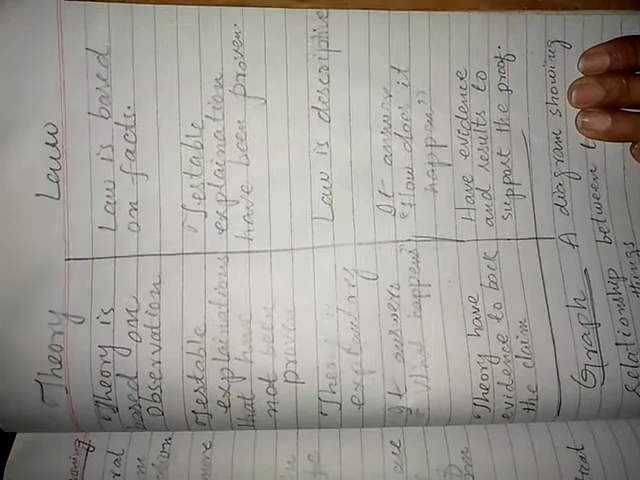 Theory Law
Theory is Law is based
based on on facts.
Observation
Testable Testable
explainations explaination
that have have been proven.
not been
proven
Theory is Law is descriptive
explantory
It answers It answer
"What happen" "How does it
happen"
Theory have Have evidence
evidence to back and results to
the claim support the proof.
Graph A diagram showing
relationship between
things